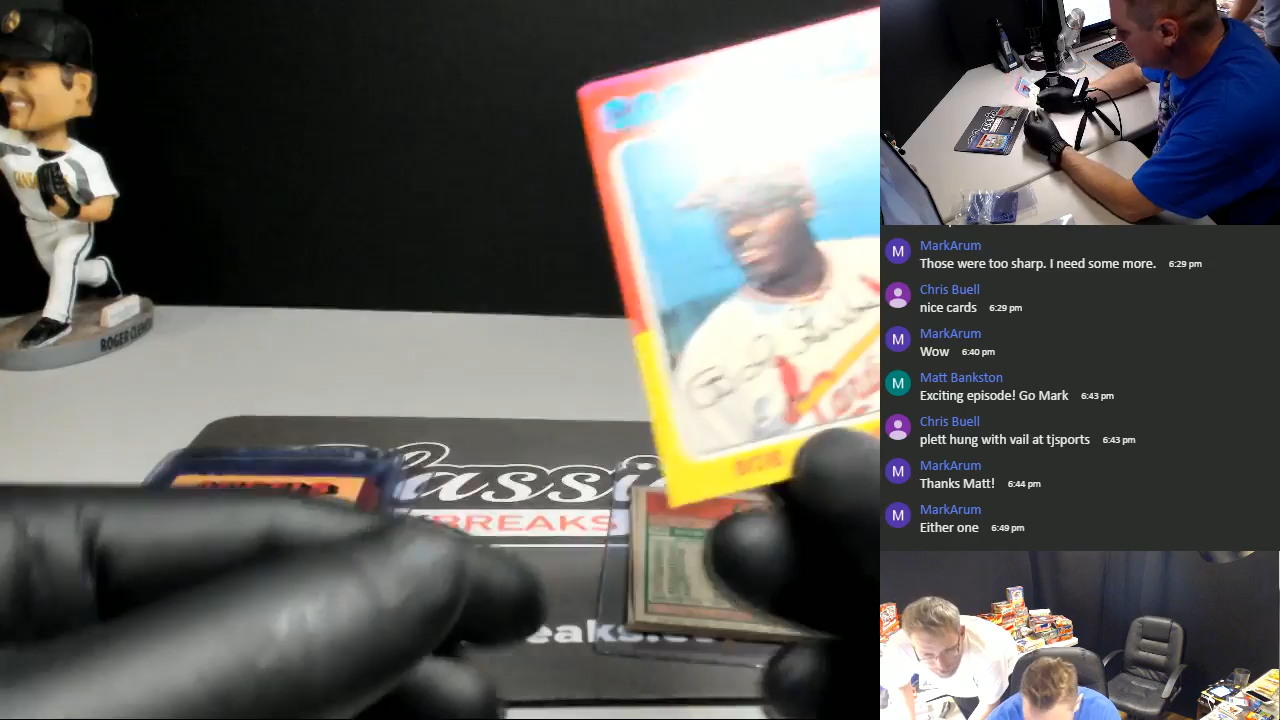 MarkArum
Those were too sharp. I need some more. 6:29 pm
Chris Buell
nice cards 6:29 pm
MarkArum
Wow 6:40 pm
Matt Bankston
Exciting episode! Go Mark 6:43 pm
Chris Buell
plett hung with vail at tjsports 6:43 pm
MarkArum
Thanks Matt! 6:44 pm
MarkArum
Either one 6:49 pm
M
M
M
M
M
ROGER CLEMENS
classic
BREAKS
eaks.co